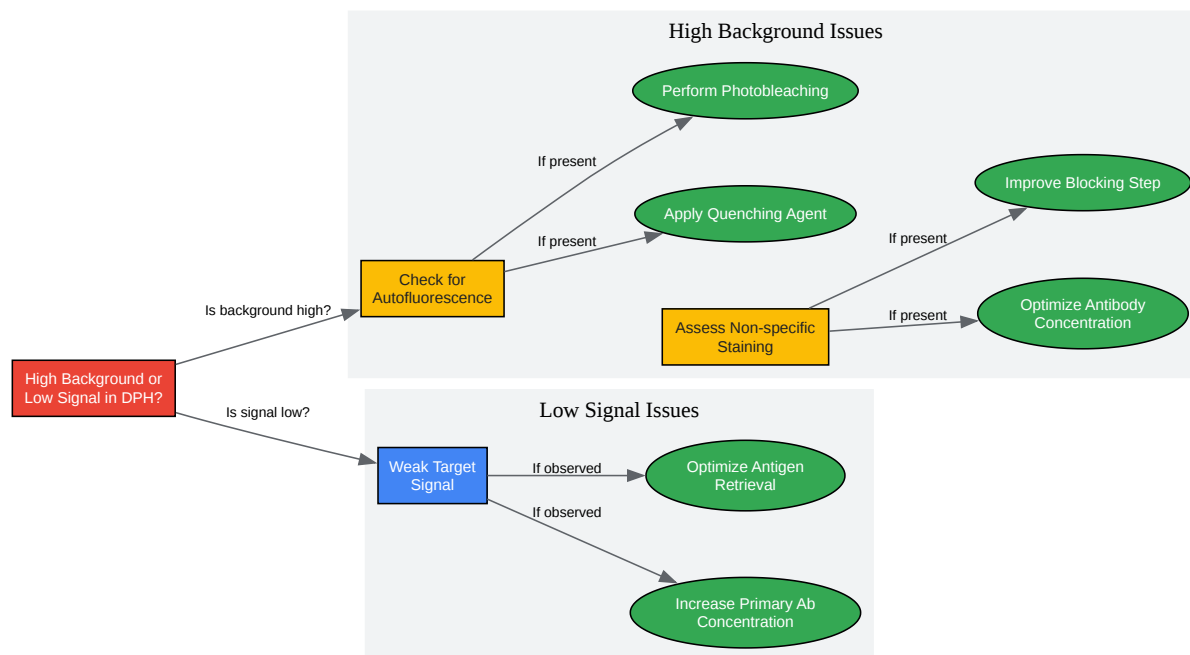 High Background Issues
Perform Photobleaching
If present
Improve Blocking Step
Apply Quenching Agent
If present
If present
Check for
Autofluorescence
Is background high?
Optimize Antibody
Concentration
If present
Assess Non-specific
Staining
High Background or
Low Signal in DPH?
Is signal low?
Low Signal Issues
Weak Target
Signal
If observed
Optimize Antigen
Retrieval
If observed
Increase Primary Ab
Concentration